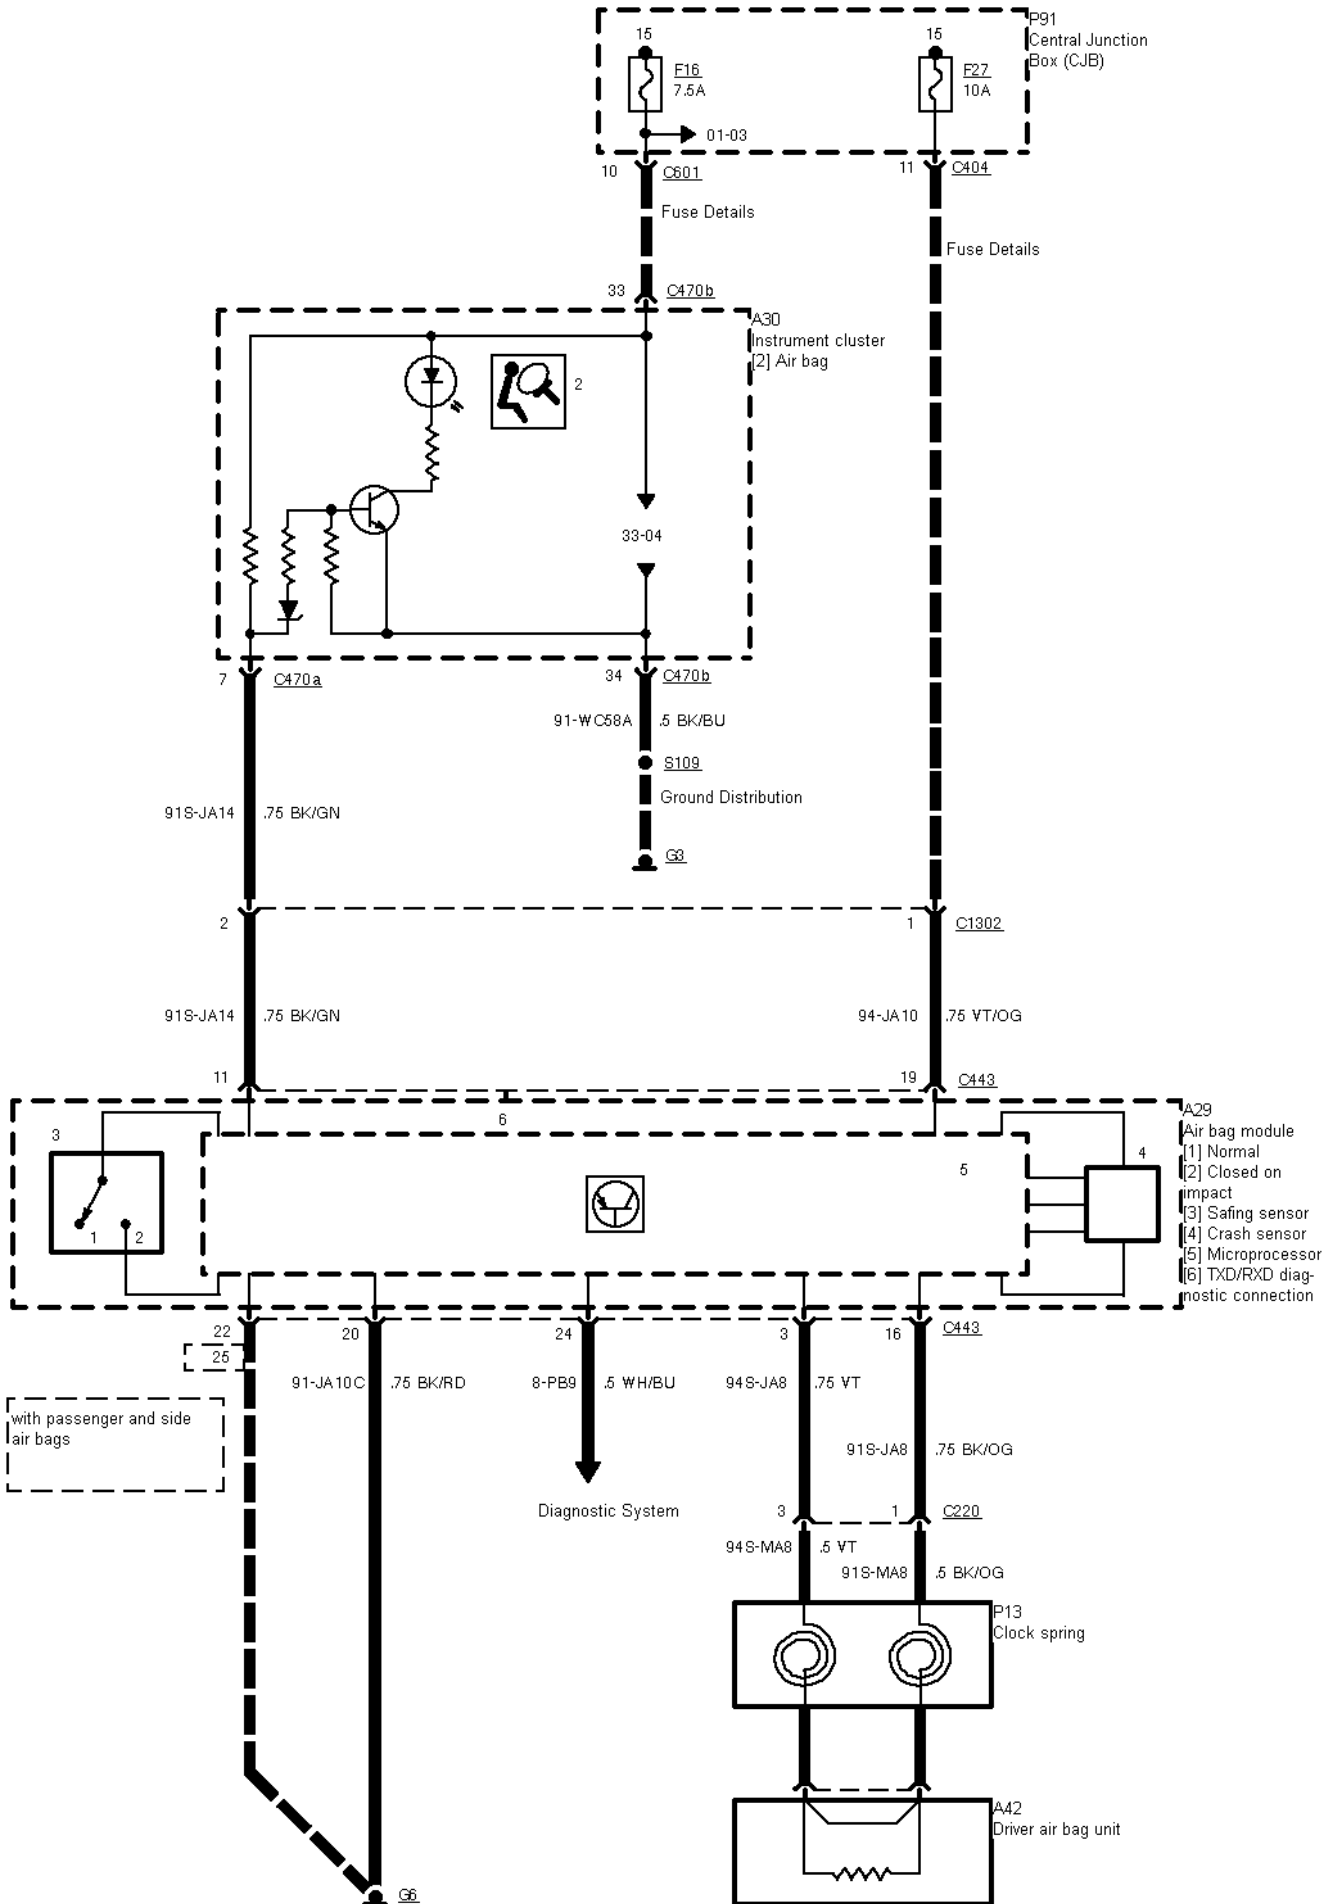 P91
Central Junction
Box (CJB)
15
15
F16
7.5A
F27
10A
01-03
10
C601
11
C404
Fuse Details
Fuse Details
33
C470b
A30
Instrument cluster
[2] Air bag
2
33-04
7
C470a
34
C470b
91-WC58A
.5 BK/BU
S109
Ground Distribution
91S-JA14
.75 BK/GN
G3
2
1
C1302
91S-JA14
.75 BK/GN
94-JA10
.75 VT/OG
11
19
C443
A29
Air bag module
[1] Normal
[2] Closed on
impact
[3] Safing sensor
[4] Crash sensor
[5] Microprocessor
[6] TXD/RXD diag-
nostic connection
6
3
4
5
1
2
22
25
20
24
3
16
C443
91-JA10C
.75 BK/RD
8-PB9
.5 WH/BU
94S-JA8
.75 VT
with passenger and side
air bags
91S-JA8
.75 BK/OG
Diagnostic System
3
1
C220
94S-MA8
.5 VT
91S-MA8
.5 BK/OG
P13
Clock spring
A42
Driver air bag unit
G6